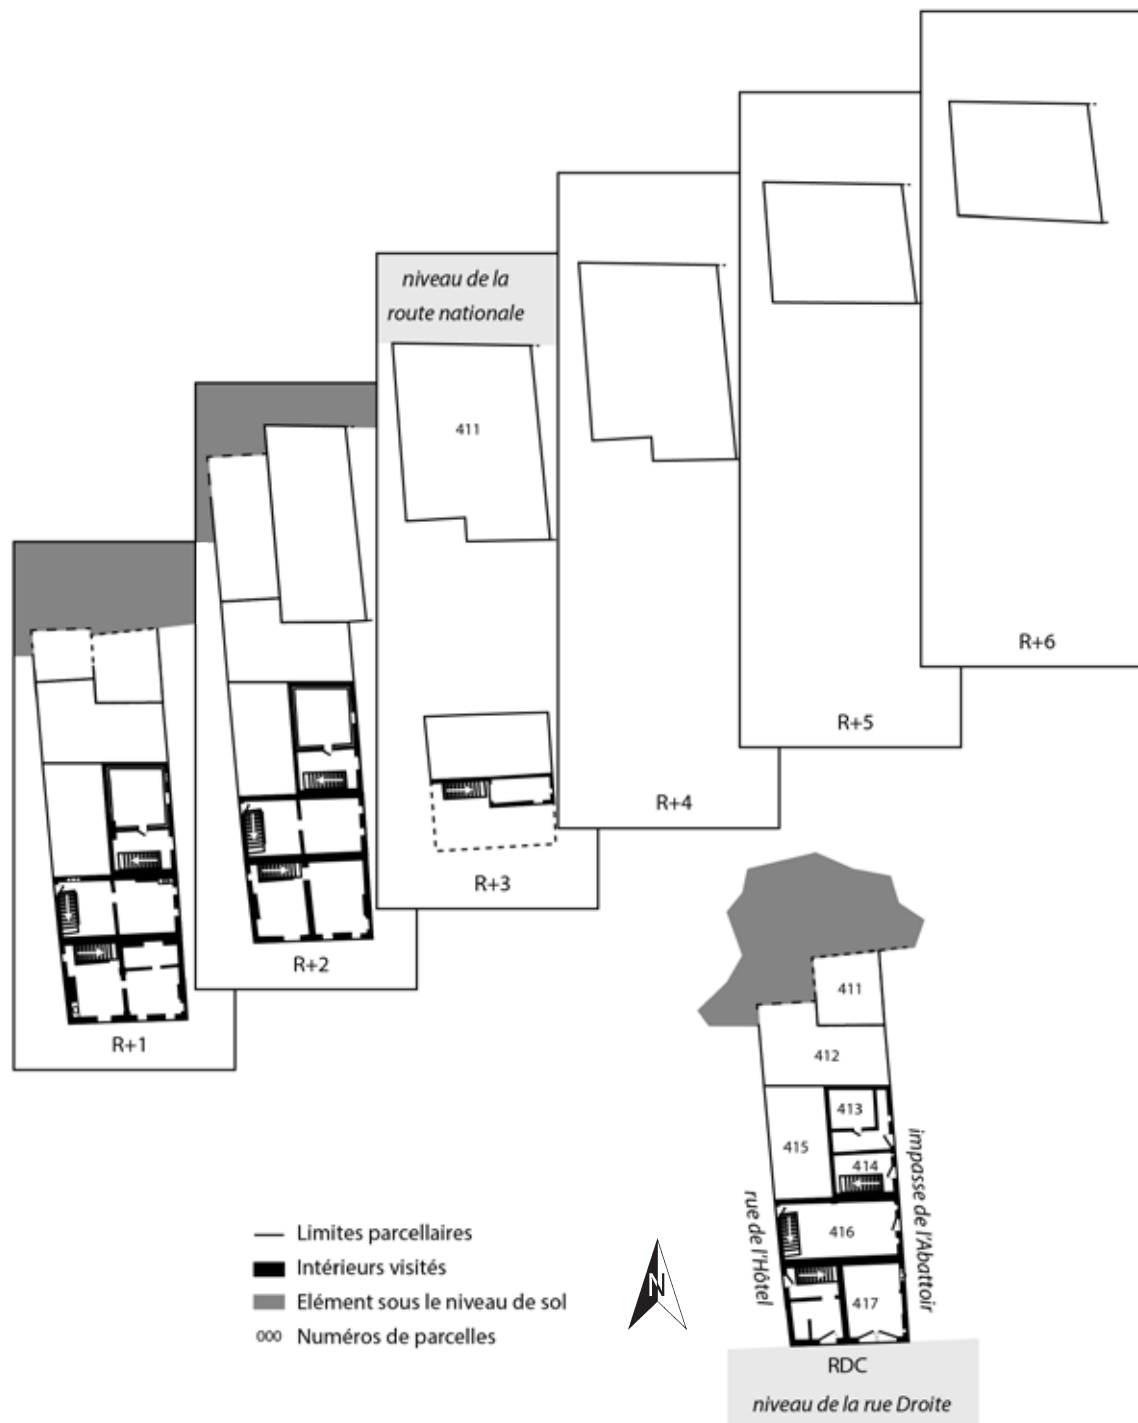 R+6
R+5
R+4
niveau de la
route nationale
411
R+3
R+2
R+1
411
412
413
415
414
416
417
rue de l'Hôtel
impasse de l'Abattoir
RDC
niveau de la rue Droite
Limites parcellaires
Intérieurs visités
Elément sous le niveau de sol
000 Numéros de parcelles
N